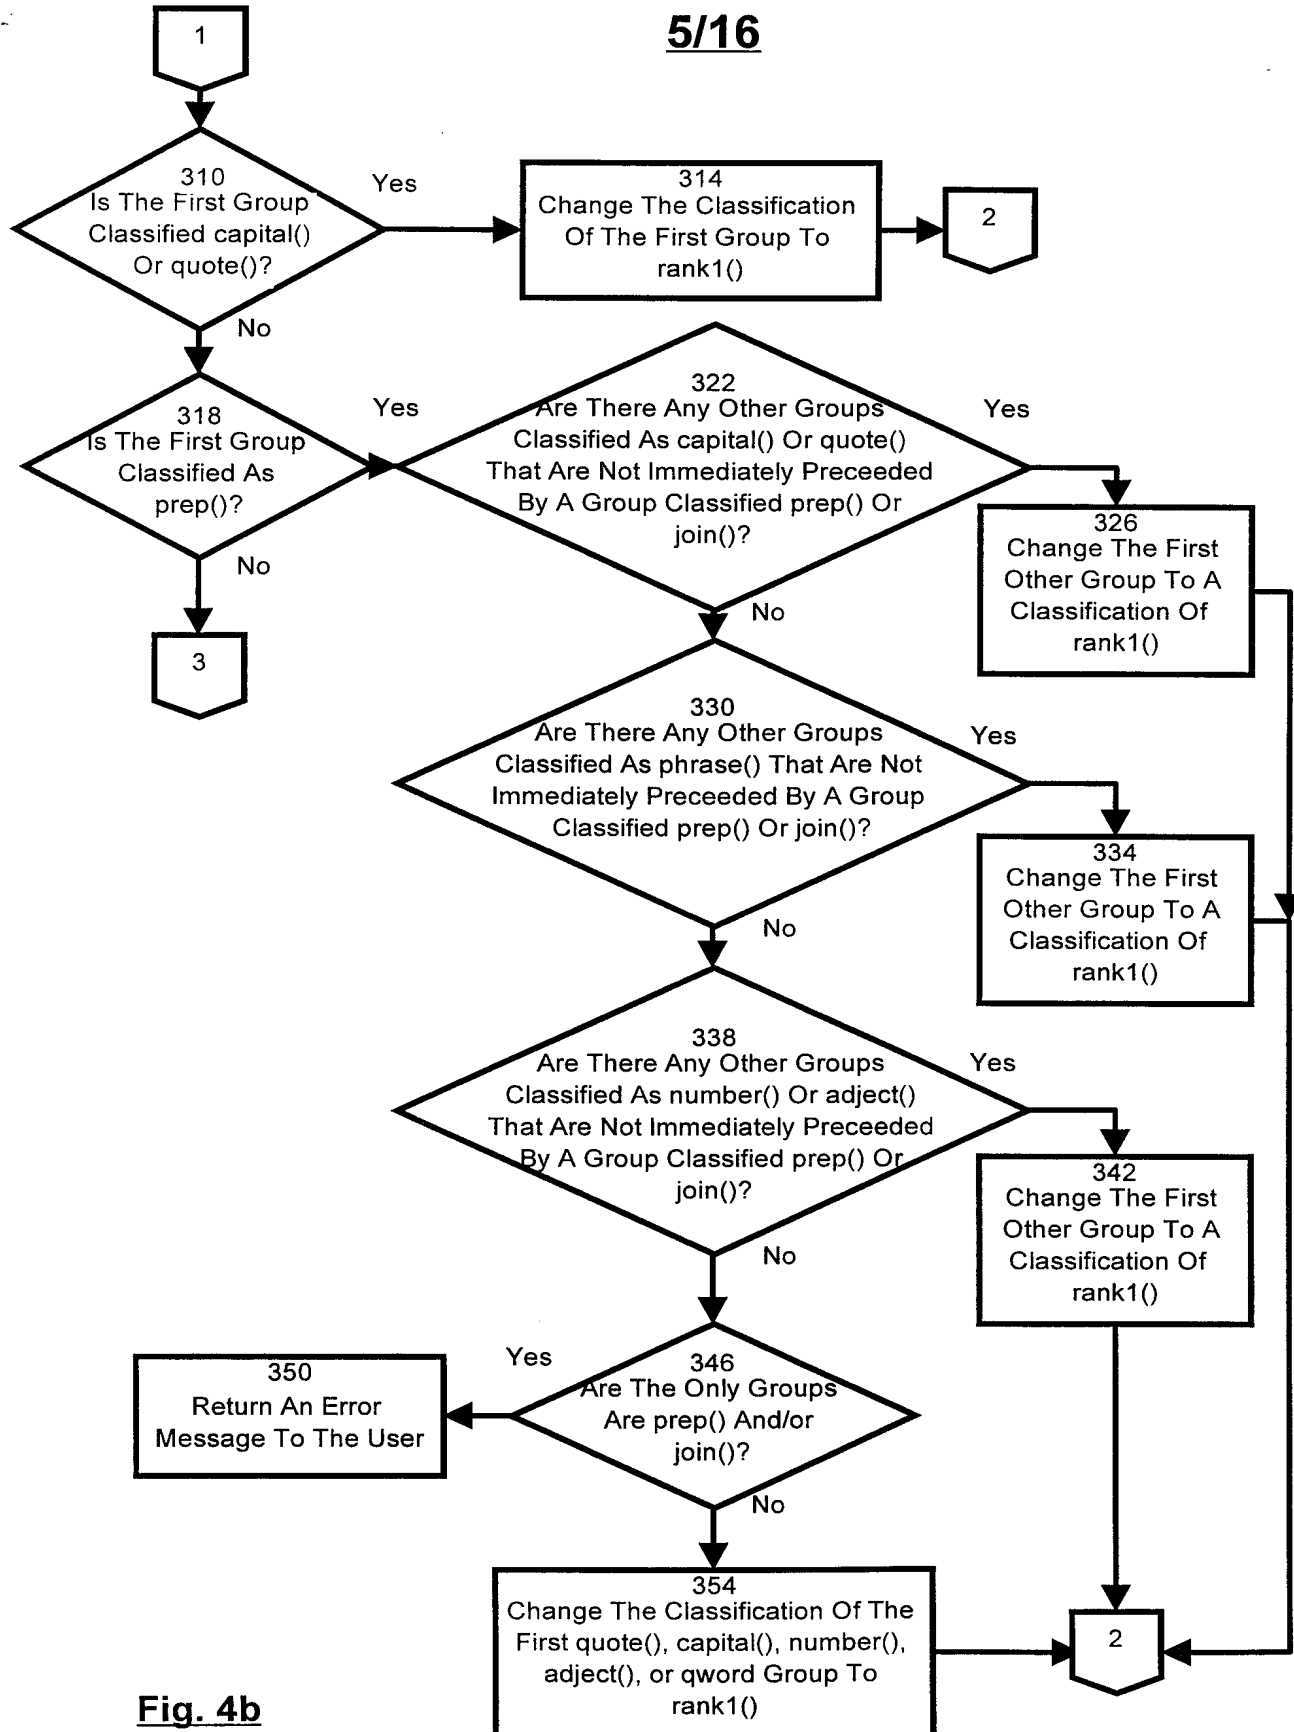 5/16
1
310
Is The First Group
Classified capital()
Or quote()?
Yes
314
Change The Classification
Of The First Group To
rank1()
2
No
318
Is The First Group
Classified As
prep()?
Yes
322
Are There Any Other Groups
Classified As capital() Or quote()
That Are Not Immediately Preceeded
By A Group Classified prep() Or
join()?
Yes
326
Change The First
Other Group To A
Classification Of
rank1()
No
3
No
330
Are There Any Other Groups
Classified As phrase() That Are Not
Immediately Preceeded By A Group
Classified prep() Or join()?
Yes
334
Change The First
Other Group To A
Classification Of
rank1()
No
338
Are There Any Other Groups
Classified As number() Or adject()
That Are Not Immediately Preceeded
By A Group Classified prep() Or
join()?
Yes
342
Change The First
Other Group To A
Classification Of
rank1()
No
346
Are The Only Groups
Are prep() And/or
join()?
Yes
350
Return An Error
Message To The User
No
354
Change The Classification Of The
First quote(), capital(), number(),
adject(), or qword Group To
rank1()
2
Fig. 4b